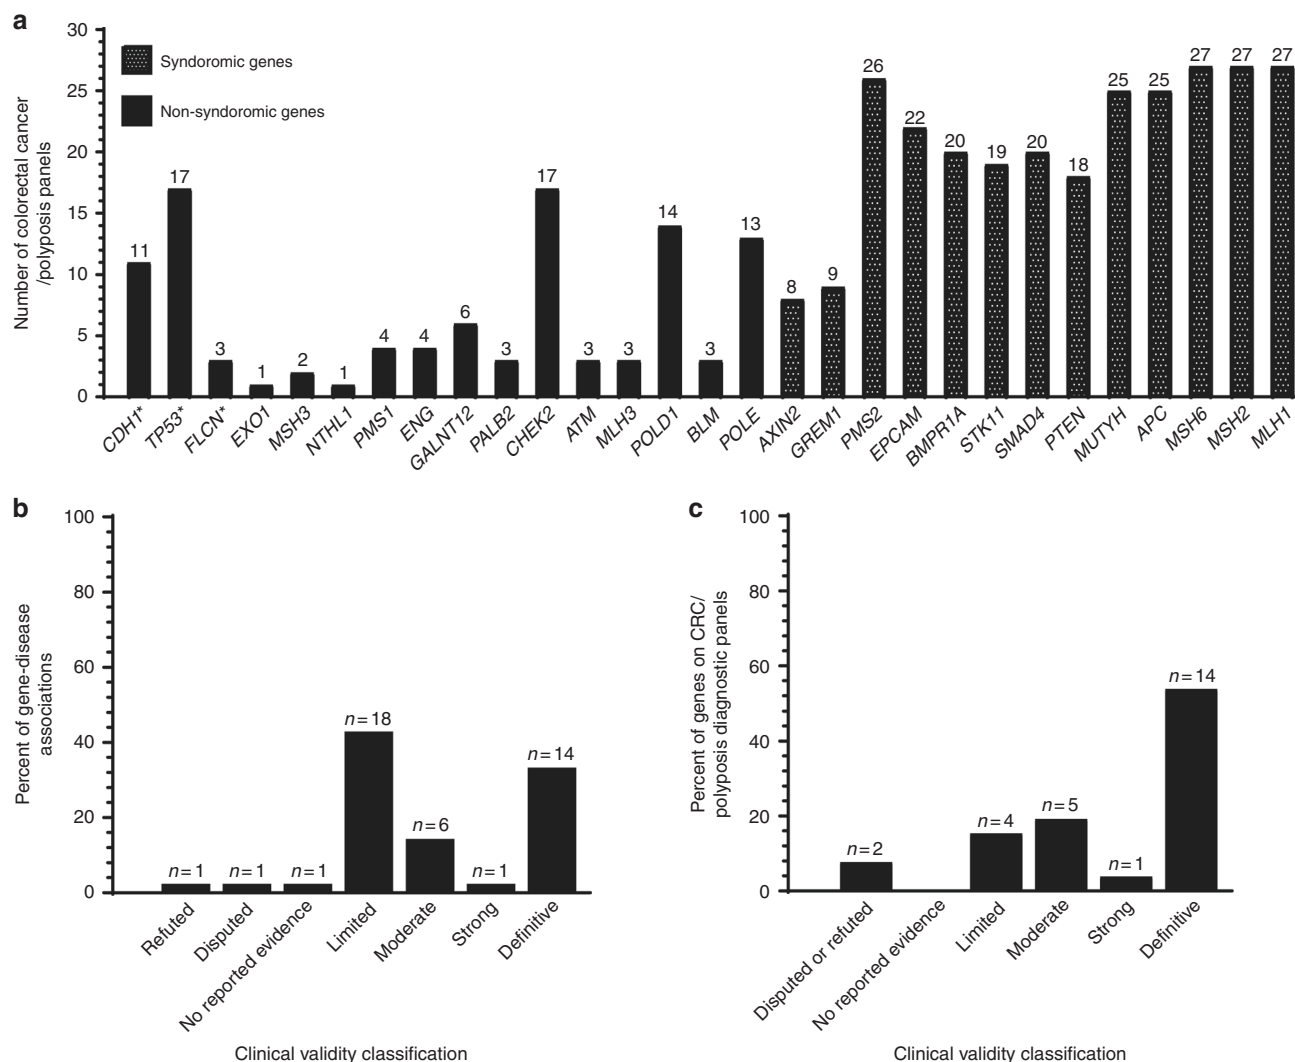 a
Number of colorectal cancer
/polyposis panels
30
25
20
15
10
5
0
Syndoromic genes
Non-syndoromic genes
11
17
3
1
2
1
4
4
6
3
17
3
3
14
3
13
8
9
26
22
20
19
20
18
25
25
27
27
27
CDH1*
TP53*
FLCN*
EXO1
MSH3
NTHL1
PMS1
ENG
GALNT12
PALB2
CHEK2
ATM
MLH3
POLD1
BLM
POLE
AXIN2
GREM1
PMS2
EPCAM
BMPR1A
STK11
SMAD4
PTEN
MUTYH
APC
MSH6
MSH2
MLH1
b
Percent of gene-disease
associations
100
80
60
40
20
0
n=1
n=1
n=1
n=18
n=6
n=1
n=14
Refuted
Disputed
No reported evidence
Limited
Moderate
Strong
Definitive
Clinical validity classification
c
Percent of genes on CRC/
polyposis diagnostic panels
100
80
60
40
20
0
n=2
n=4
n=5
n=1
n=14
Disputed or refuted
No reported evidence
Limited
Moderate
Strong
Definitive
Clinical validity classification